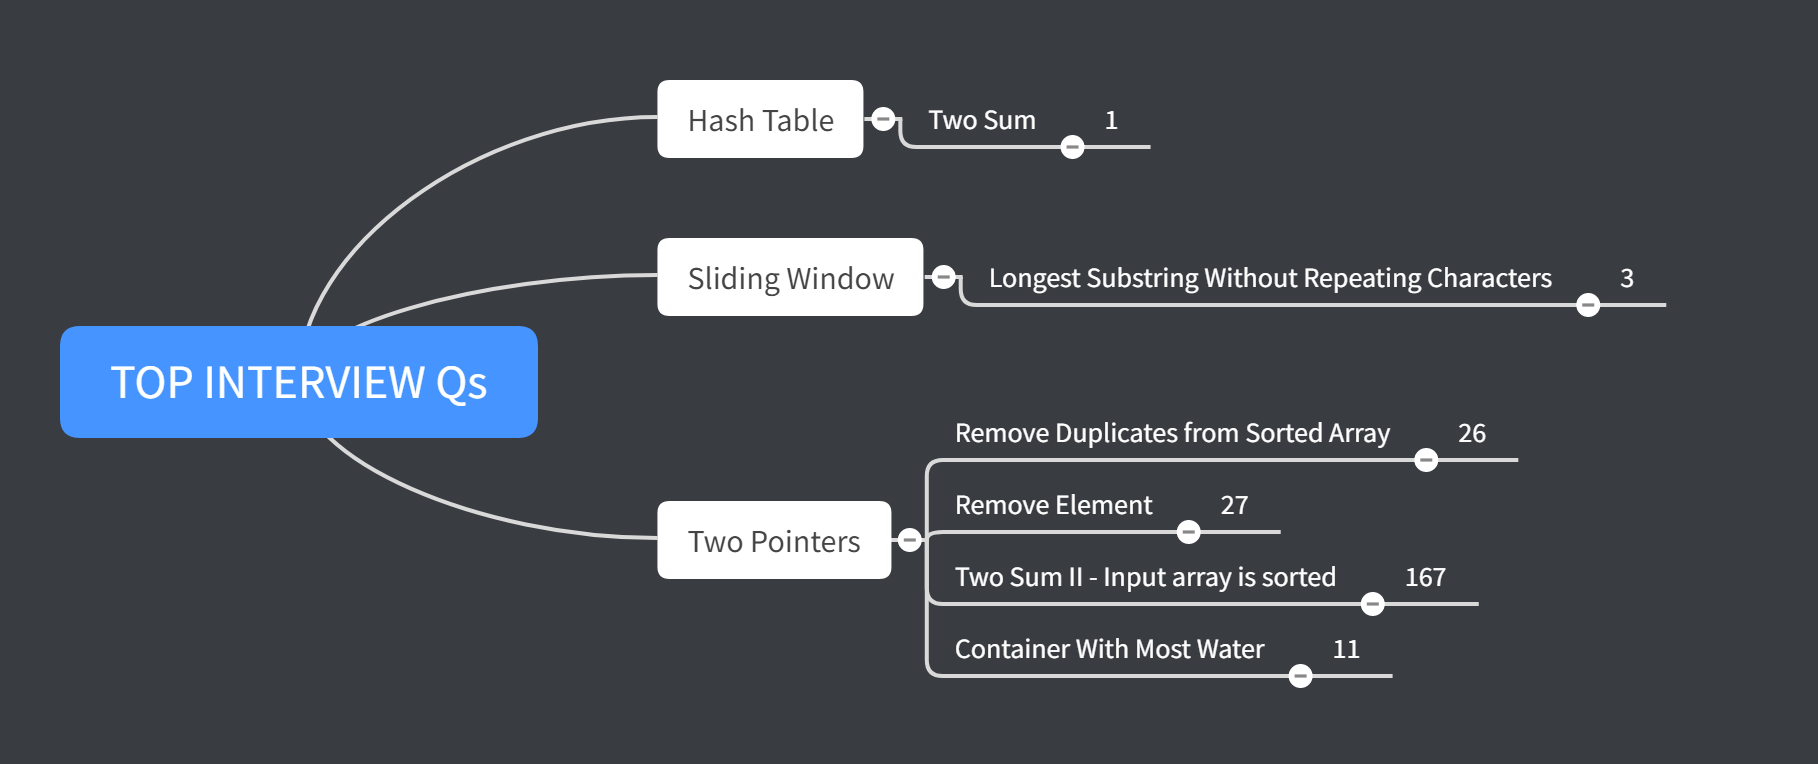 TOP INTERVIEW Qs
Hash Table
Two Sum 1
Sliding Window
Longest Substring Without Repeating Characters 3
Two Pointers
Remove Duplicates from Sorted Array 26
Remove Element 27
Two Sum II - Input array is sorted 167
Container With Most Water 11